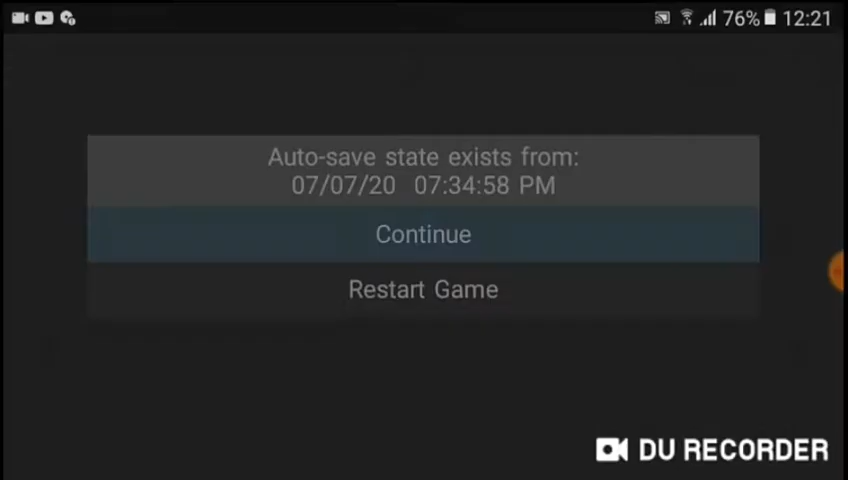 76% 12:21
Auto-save state exists from:
07/07/20 07:34:58 PM
Continue
Restart Game
DU RECORDER